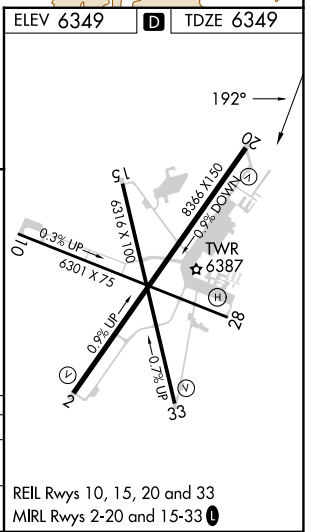 ELEV 6349 D TDZE 6349
192°
20
15
V
8366 X150
0.9% DOWN
6316 X 100
TWR
6387
0.3% UP
10
6301 X 75
H
28
0.9% UP
0.7% UP
V
V
2
33
REIL Rwys 10, 15, 20 and 33
MIRL Rwys 2-20 and 15-33 L